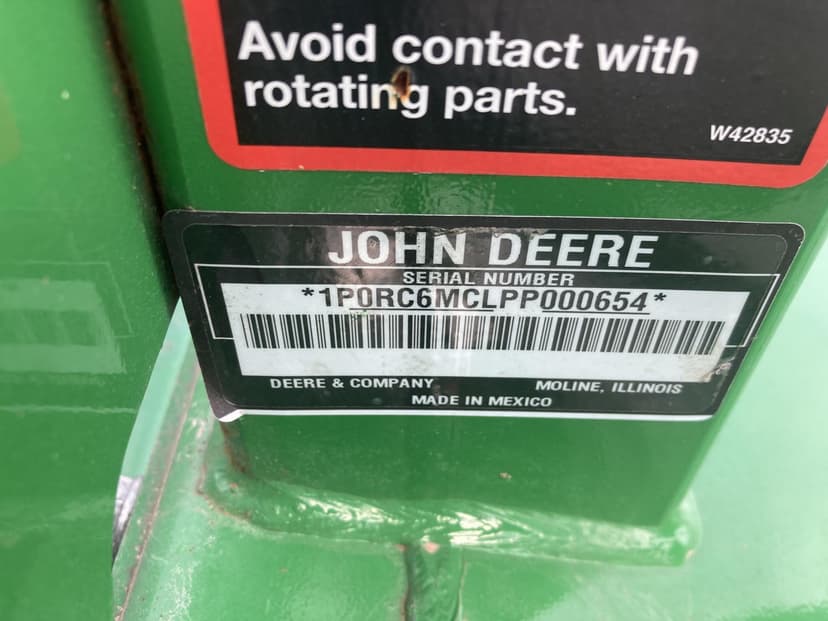 Avoid contact with
rotating parts.
W42835
JOHN DEERE
SERIAL NUMBER
*1P0RC6MCLPP000654*
DEERE & COMPANY MOLINE, ILLINOIS
MADE IN MEXICO